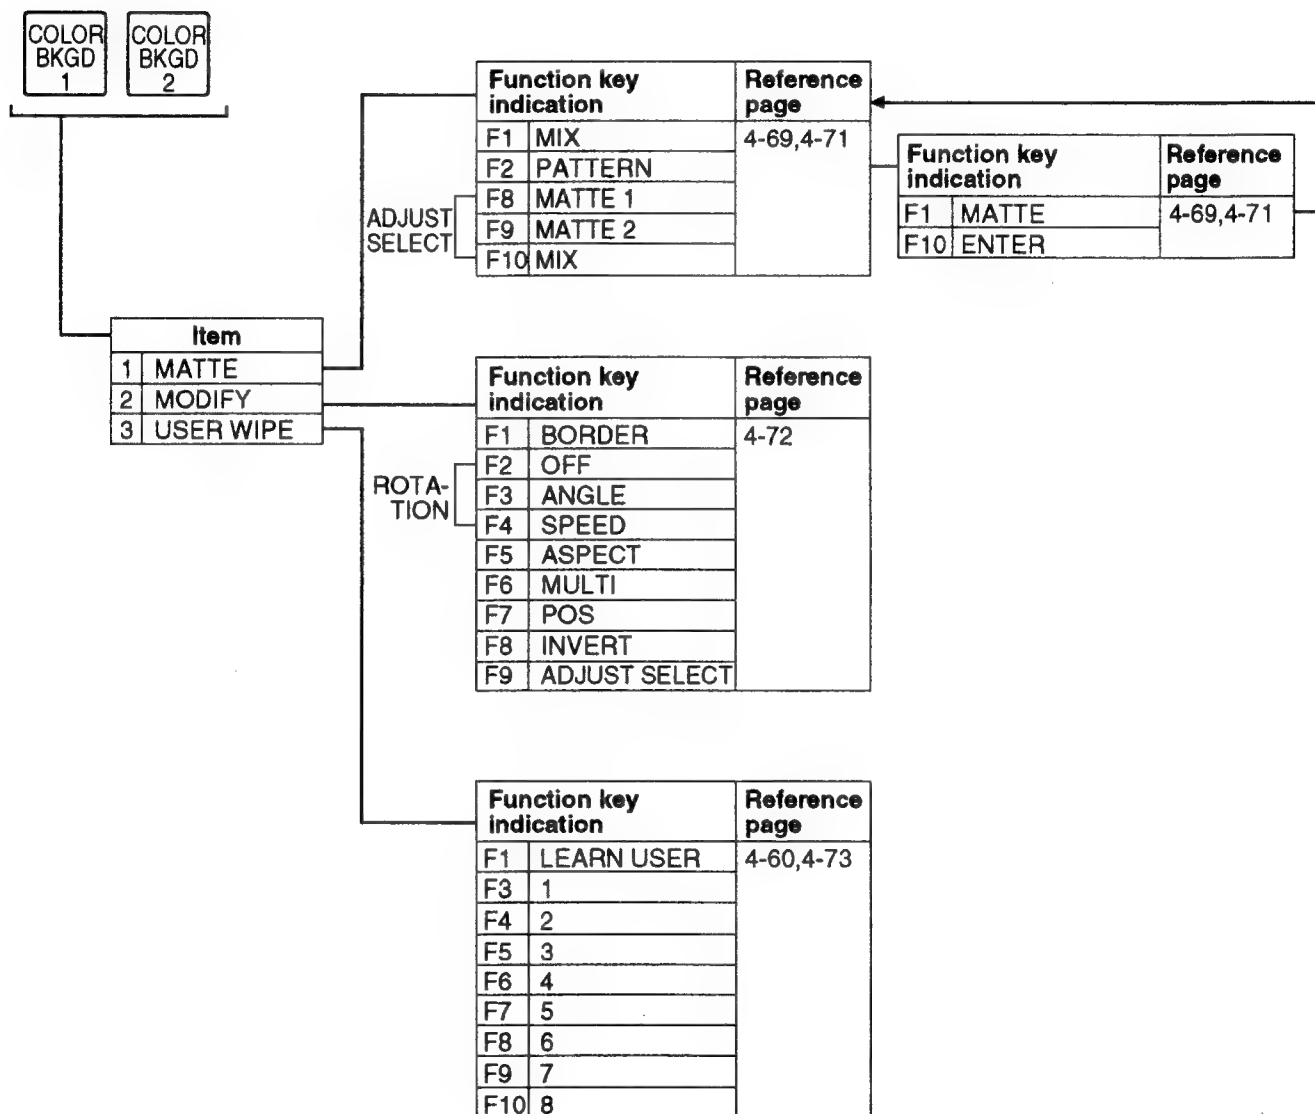 COLOR BKGD 1
COLOR BKGD 2
Item
1 MATTE
2 MODIFY
3 USER WIPE
Function key indication Reference page
F1 MIX 4-69,4-71
F2 PATTERN
ADJUST SELECT
F8 MATTE 1
F9 MATTE 2
F10 MIX
Function key indication Reference page
F1 MATTE 4-69,4-71
F10 ENTER
Function key indication Reference page
F1 BORDER 4-72
ROTA-
TION
F2 OFF
F3 ANGLE
F4 SPEED
F5 ASPECT
F6 MULTI
F7 POS
F8 INVERT
F9 ADJUST SELECT
Function key indication Reference page
F1 LEARN USER 4-60,4-73
F3 1
F4 2
F5 3
F6 4
F7 5
F8 6
F9 7
F10 8